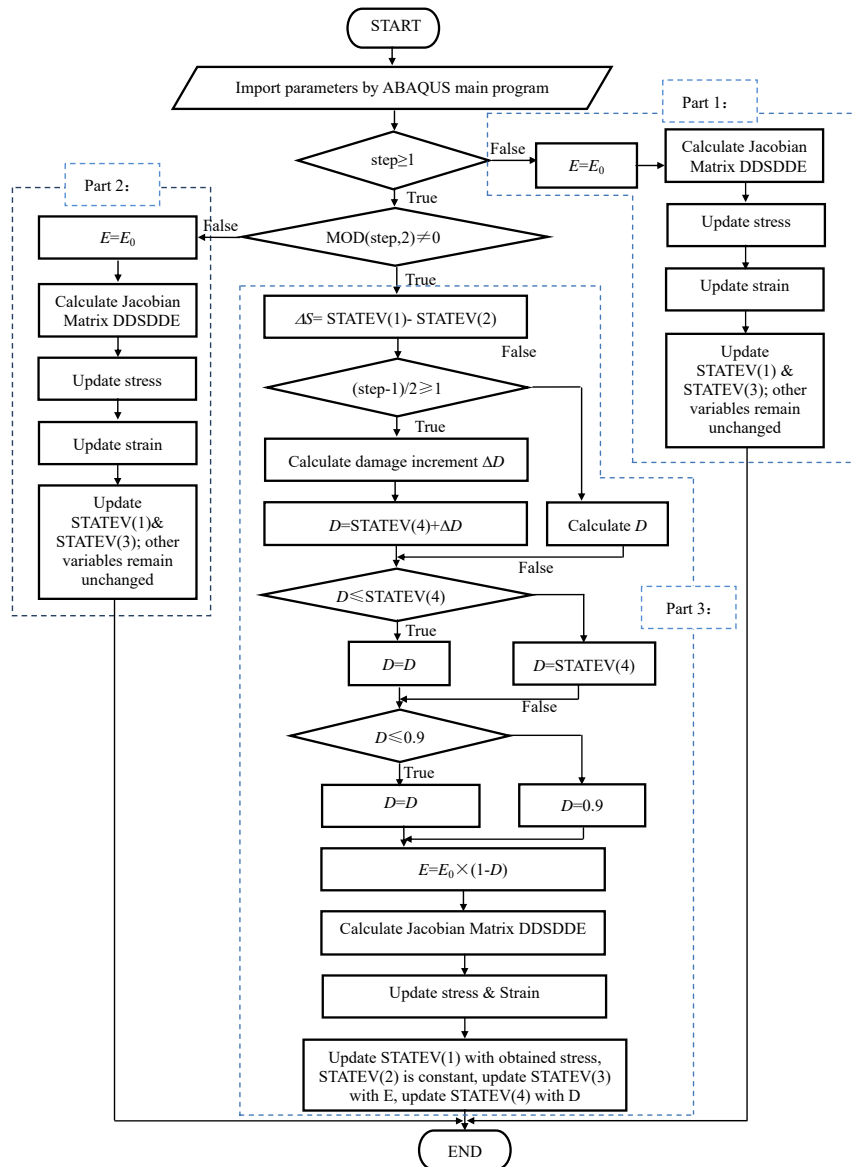 START
Import parameters by ABAQUS main program
Part 1：
step≥1
False
E=E0
Calculate Jacobian
Matrix DDSDDE
True
Part 2：
Update stress
False
E=E0
MOD(step,2)≠0
True
Update strain
Calculate Jacobian
Matrix DDSDDE
ΔS= STATEV(1)- STATEV(2)
False
Update
STATEV(1) &
STATEV(3); other
variables remain
unchanged
Update stress
(step-1)/2≥1
True
Update strain
Calculate damage increment ΔD
Update
STATEV(1)&
STATEV(3); other
variables remain
unchanged
D=STATEV(4)+ΔD
Calculate D
False
D≤STATEV(4)
Part 3：
True
D=D
D=STATEV(4)
False
D≤0.9
True
D=D
D=0.9
E=E0×(1-D)
Calculate Jacobian Matrix DDSDDE
Update stress & Strain
Update STATEV(1) with obtained stress,
STATEV(2) is constant, update STATEV(3)
with E, update STATEV(4) with D
END